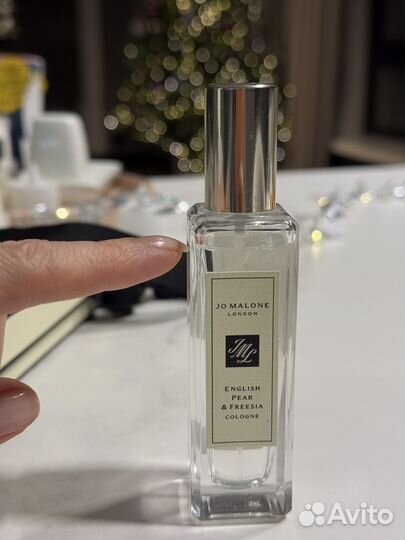 JO MALONE
LONDON
JML
ENGLISH
PEAR
& FREESIA
COLOGNE
Avito